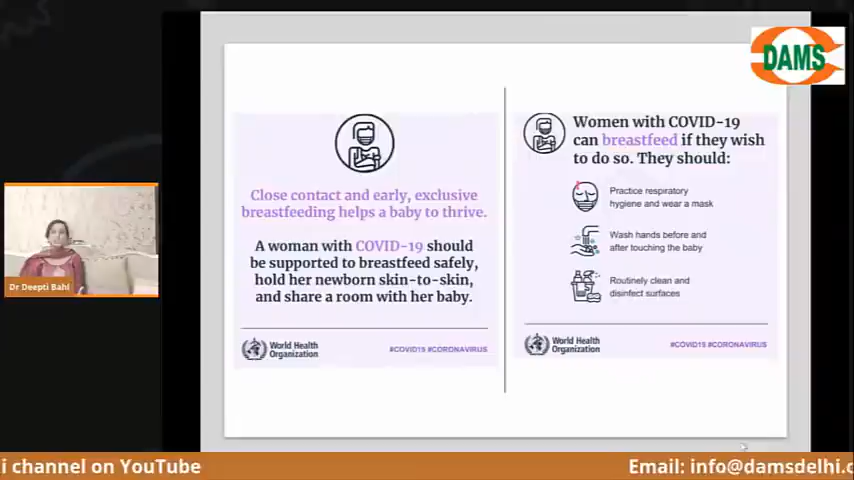 DAMS
Close contact and early, exclusive
breastfeeding helps a baby to thrive.
A woman with COVID-19 should
be supported to breastfeed safely,
hold her newborn skin-to-skin,
and share a room with her baby.
World Health
Organization
#COVID19 #CORONAVIRUS
Women with COVID-19
can breastfeed if they wish
to do so. They should:
Practice respiratory
hygiene and wear a mask
Wash hands before and
after touching the baby
Routinely clean and
disinfect surfaces
World Health
Organization
#COVID19 #CORONAVIRUS
Dr Deepti Bahl
i channel on YouTube
Email: info@damsdelhi.c